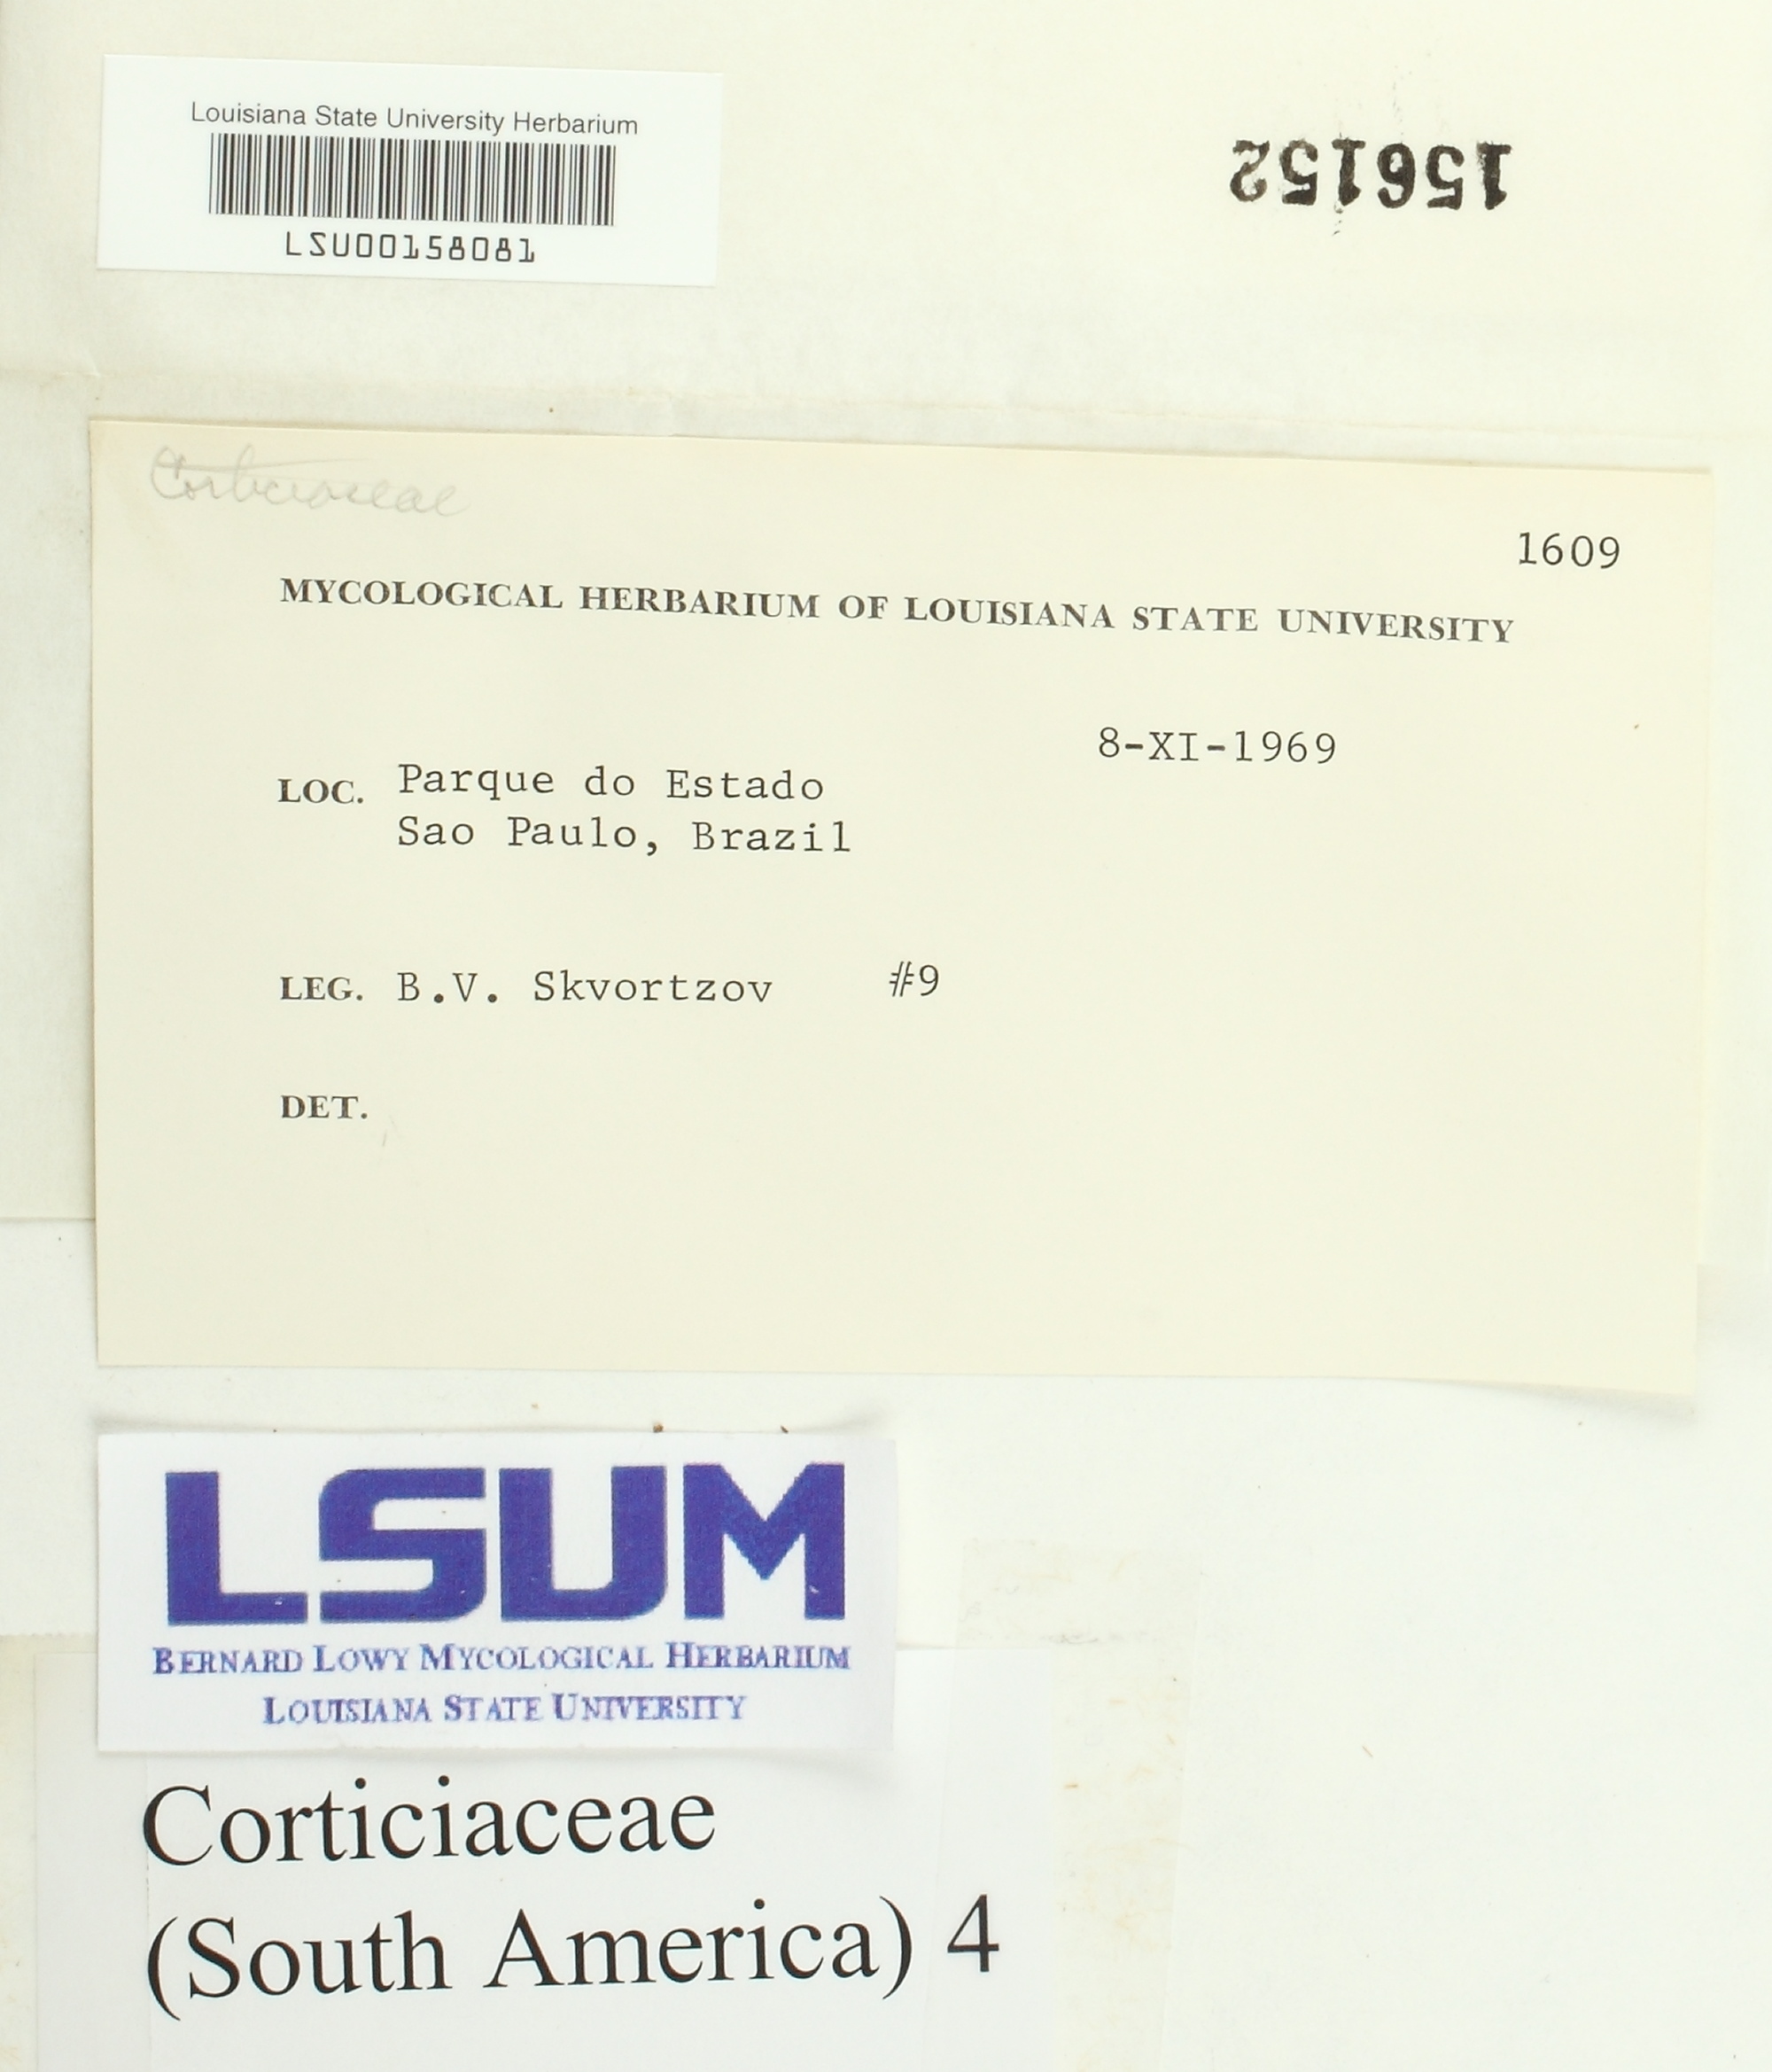 Louisiana State University Herbarium
LSU00158081
156152
Corticiaceae
1609
MYCOLOGICAL HERBARIUM OF LOUISIANA STATE UNIVERSITY
8-XI-1969
LOC. Parque do Estado
Sao Paulo, Brazil
LEG. B.V. Skvortzov #9
DET.
LSUM
BERNARD LOWY MYCOLOGICAL HERBARIUM
LOUISIANA STATE UNIVERSITY
Corticiaceae
(South America) 4